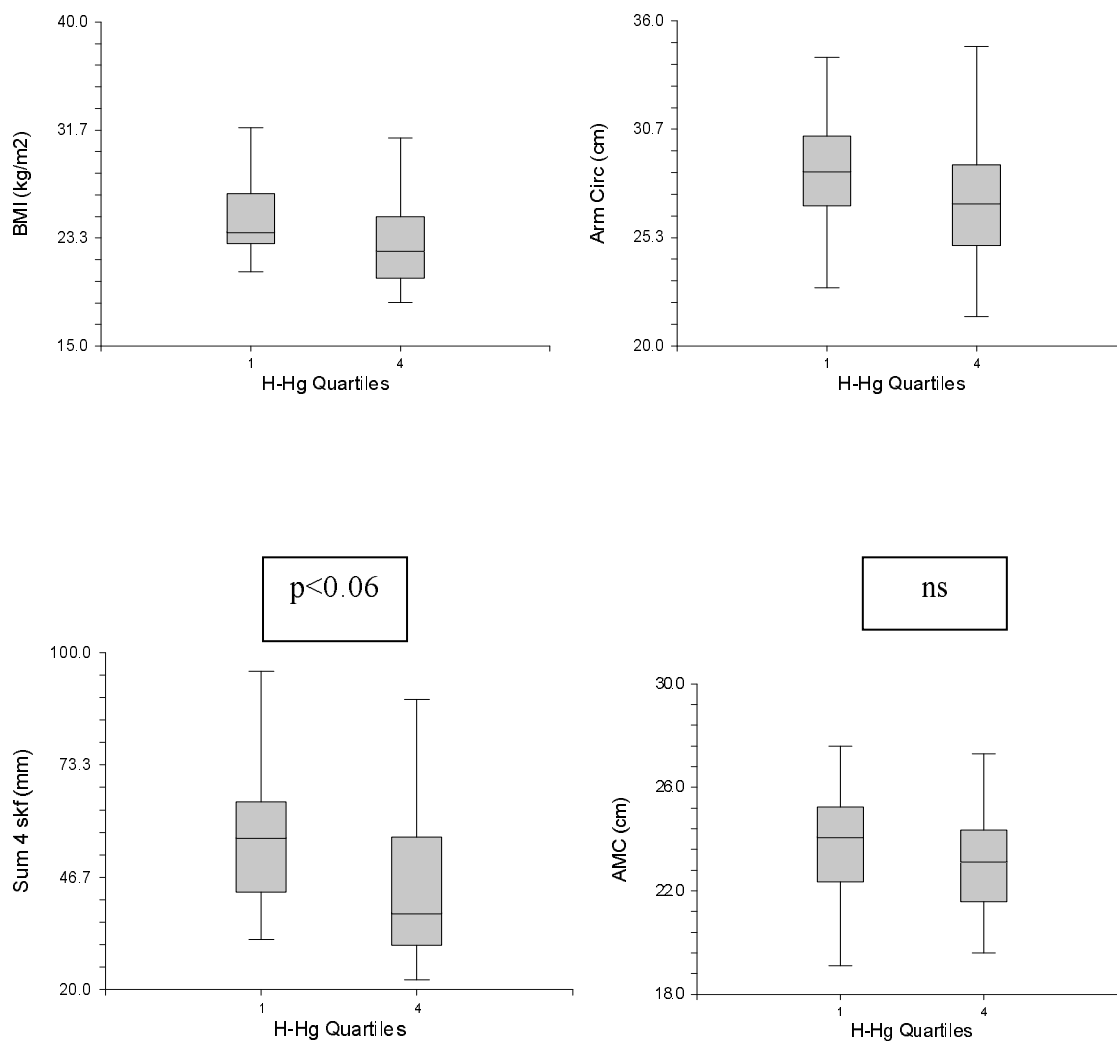 40.0
31.7
23.3
15.0
BMI (kg/m2)
1 4
H-Hg Quartiles
36.0
30.7
25.3
20.0
Arm Circ (cm)
1 4
H-Hg Quartiles
p<0.06
100.0
73.3
46.7
20.0
Sum 4 skf (mm)
1 4
H-Hg Quartiles
ns
30.0
26.0
22.0
18.0
AMC (cm)
1 4
H-Hg Quartiles